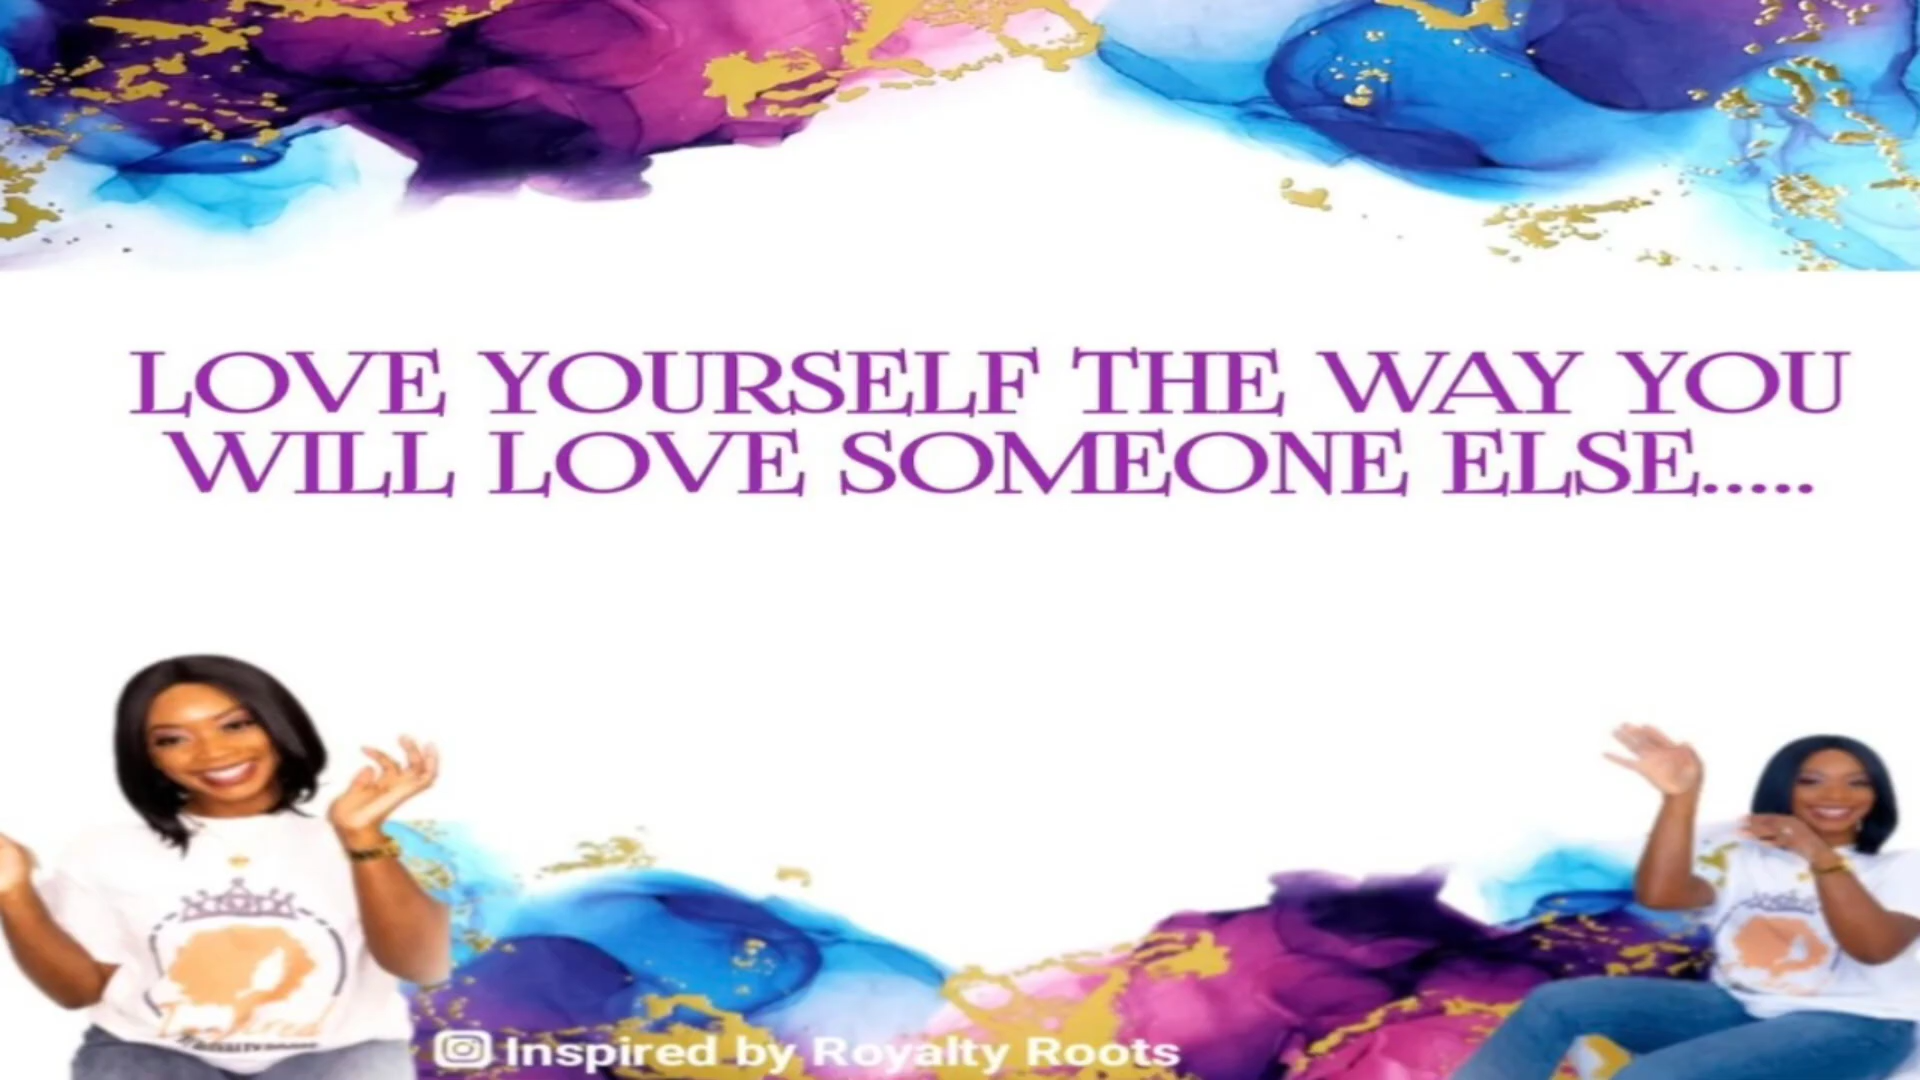 LOVE YOURSELF THE WAY YOU
WILL LOVE SOMEONE ELSE.....
Inspired by Royalty Roots